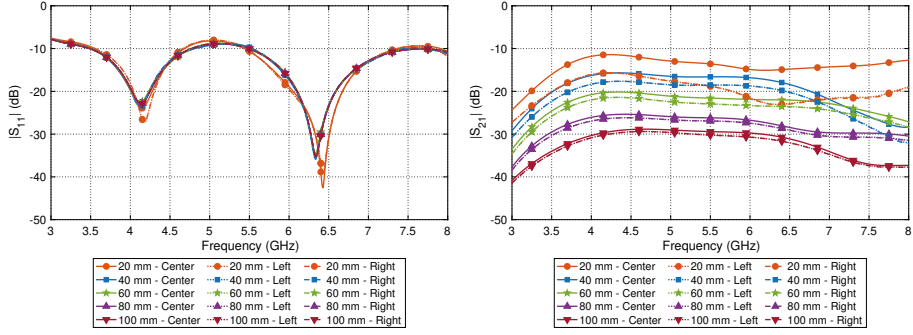 0
-10
-20
-30
-40
-50
|S11| (dB)
3 3.5 4 4.5 5 5.5 6 6.5 7 7.5 8
Frequency (GHz)
20 mm - Center 20 mm - Left 20 mm - Right
40 mm - Center 40 mm - Left 40 mm - Right
60 mm - Center 60 mm - Left 60 mm - Right
80 mm - Center 80 mm - Left 80 mm - Right
100 mm - Center 100 mm - Left 100 mm - Right
0
-10
-20
-30
-40
-50
|S21| (dB)
3 3.5 4 4.5 5 5.5 6 6.5 7 7.5 8
Frequency (GHz)
20 mm - Center 20 mm - Left 20 mm - Right
40 mm - Center 40 mm - Left 40 mm - Right
60 mm - Center 60 mm - Left 60 mm - Right
80 mm - Center 80 mm - Left 80 mm - Right
100 mm - Center 100 mm - Left 100 mm - Right